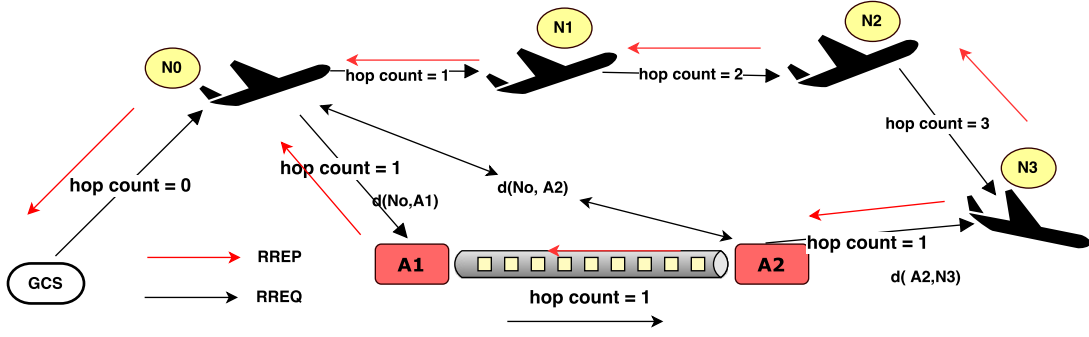 N0
N1
N2
hop count = 1
hop count = 2
hop count = 3
hop count = 0
hop count = 1
d(No,A1)
d(No, A2)
N3
GCS
RREP
RREQ
A1
A2
hop count = 1
hop count = 1
d( A2,N3)